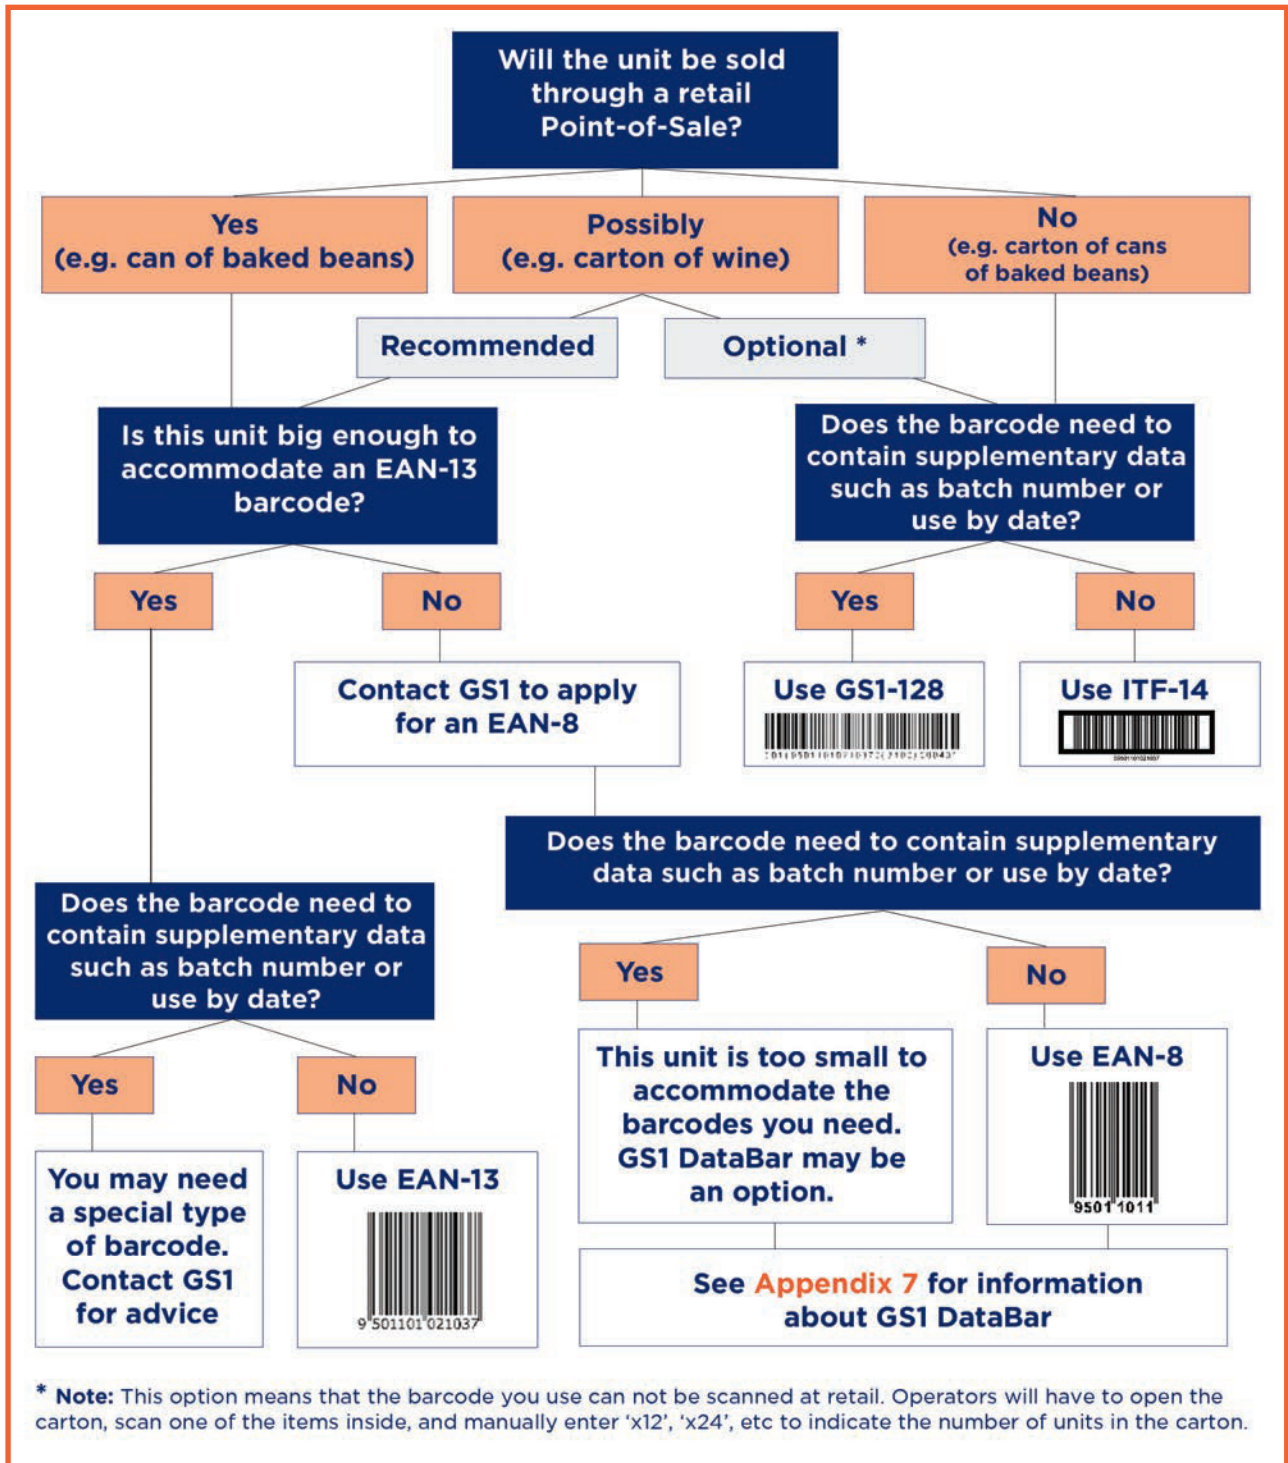 Will the unit be sold
through a retail
Point-of-Sale?
Yes
(e.g. can of baked beans)
Possibly
(e.g. carton of wine)
No
(e.g. carton of cans
of baked beans)
Recommended
Optional *
Is this unit big enough to
accommodate an EAN-13
barcode?
Does the barcode need to
contain supplementary data
such as batch number or
use by date?
Yes
No
Yes
No
Contact GS1 to apply
for an EAN-8
Use GS1-128
Use ITF-14
Does the barcode need to contain supplementary
data such as batch number or use by date?
Does the barcode need to
contain supplementary data
such as batch number or
use by date?
Yes
No
Yes
No
This unit is too small to
accommodate the
barcodes you need.
GS1 DataBar may be
an option.
Use EAN-8
9501 1011
You may need
a special type
of barcode.
Contact GS1
for advice
Use EAN-13
9 501101 021037
See Appendix 7 for information
about GS1 DataBar
* Note: This option means that the barcode you use can not be scanned at retail. Operators will have to open the
carton, scan one of the items inside, and manually enter ‘x12’, ‘x24’, etc to indicate the number of units in the carton.